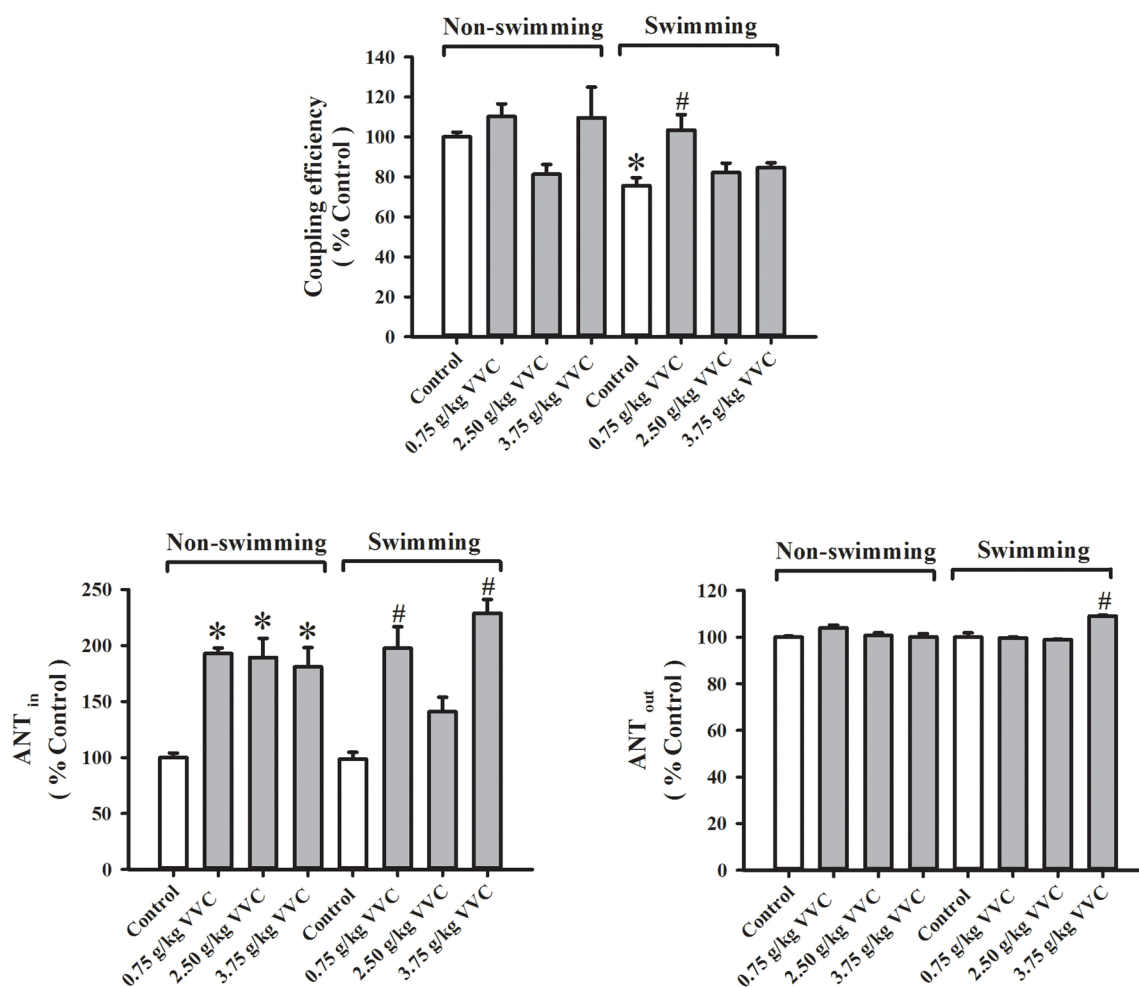 Non-swimming Swimming
Coupling efficiency
( % Control )
140
120
100
80
60
40
20
0
*
#
Control
0.75 g/kg VVC
2.50 g/kg VVC
3.75 g/kg VVC
Control
0.75 g/kg VVC
2.50 g/kg VVC
3.75 g/kg VVC
Non-swimming Swimming
ANT in
( % Control )
250
200
150
100
50
0
* * * # #
Control
0.75 g/kg VVC
2.50 g/kg VVC
3.75 g/kg VVC
Control
0.75 g/kg VVC
2.50 g/kg VVC
3.75 g/kg VVC
Non-swimming Swimming
ANT out
( % Control )
120
100
80
60
40
20
0
#
Control
0.75 g/kg VVC
2.50 g/kg VVC
3.75 g/kg VVC
Control
0.75 g/kg VVC
2.50 g/kg VVC
3.75 g/kg VVC